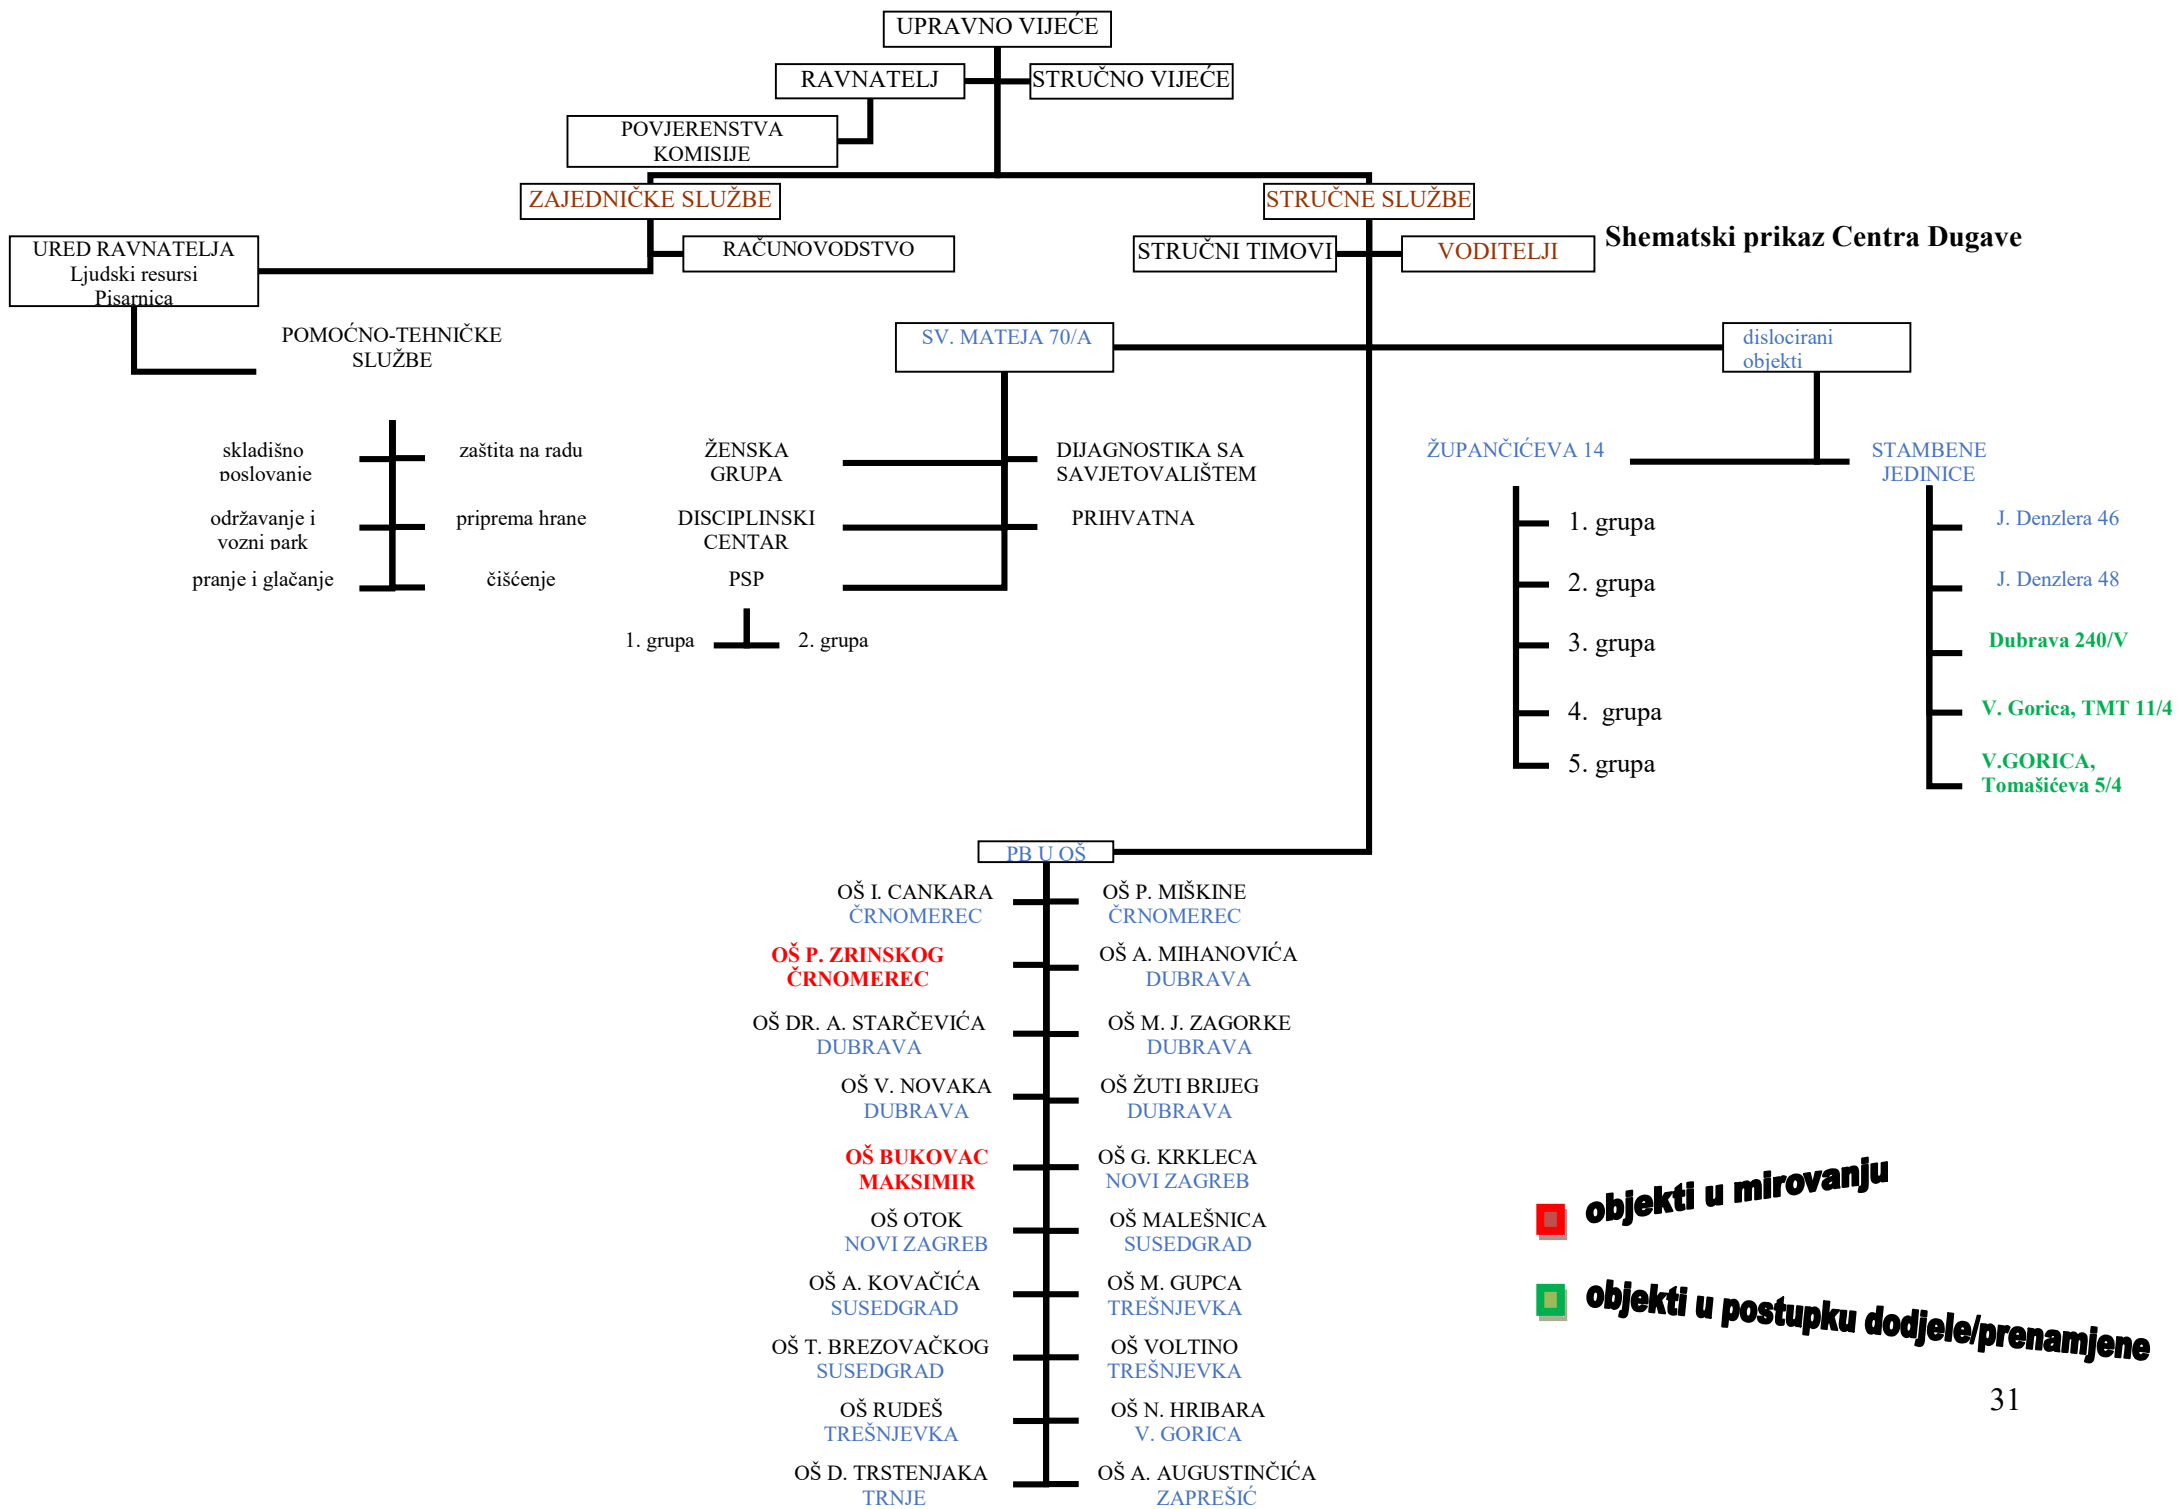 UPRAVNO VIJEĆE
RAVNATELJ
STRUČNO VIJEĆE
POVJERENSTVA
KOMISIJE
ZAJEDNIČKE SLUŽBE
STRUČNE SLUŽBE
URED RAVNATELJA
Ljudski resursi
Pisarnica
RAČUNOVODSTVO
STRUČNI TIMOVI
VODITELJI
Shematski prikaz Centra Dugave
POMOĆNO-TEHNIČKE
SLUŽBE
SV. MATEJA 70/A
dislocirani
objekti
skladišno
poslovanje
zaštita na radu
održavanje i
vozni park
priprema hrane
pranje i glačanje
čišćenje
ŽENSKA
GRUPA
DIJAGNOSTIKA SA
SAVJETOVALIŠTEM
DISCIPLINSKI
CENTAR
PRIHVATNA
PSP
1. grupa
2. grupa
ŽUPANČIĆEVA 14
STAMBENE
JEDINICE
1. grupa
2. grupa
3. grupa
4. grupa
5. grupa
J. Denzlera 46
J. Denzlera 48
Dubrava 240/V
V. Gorica, TMT 11/4
V.GORICA,
Tomašićeva 5/4
PB U OŠ
OŠ I. CANKARA
ČRNOMEREC
OŠ P. MIŠKINE
ČRNOMEREC
OŠ P. ZRINSKOG
ČRNOMEREC
OŠ A. MIHANOVIĆA
DUBRAVA
OŠ DR. A. STARČEVIĆA
DUBRAVA
OŠ M. J. ZAGORKE
DUBRAVA
OŠ V. NOVAKA
DUBRAVA
OŠ ŽUTI BRIJEG
DUBRAVA
OŠ BUKOVAC
MAKSIMIR
OŠ G. KRKLECA
NOVI ZAGREB
OŠ OTOK
NOVI ZAGREB
OŠ MALEŠNICA
SUSEDGRAD
OŠ A. KOVAČIĆA
SUSEDGRAD
OŠ M. GUPCA
TREŠNJEVKA
OŠ T. BREZOVAČKOG
SUSEDGRAD
OŠ VOLTINO
TREŠNJEVKA
OŠ RUDEŠ
TREŠNJEVKA
OŠ N. HRIBARA
V. GORICA
OŠ D. TRSTENJAKA
TRNJE
OŠ A. AUGUSTINČIĆA
ZAPREŠIĆ
objekti u mirovanju
objekti u postupku dodjele/prenamjene
31